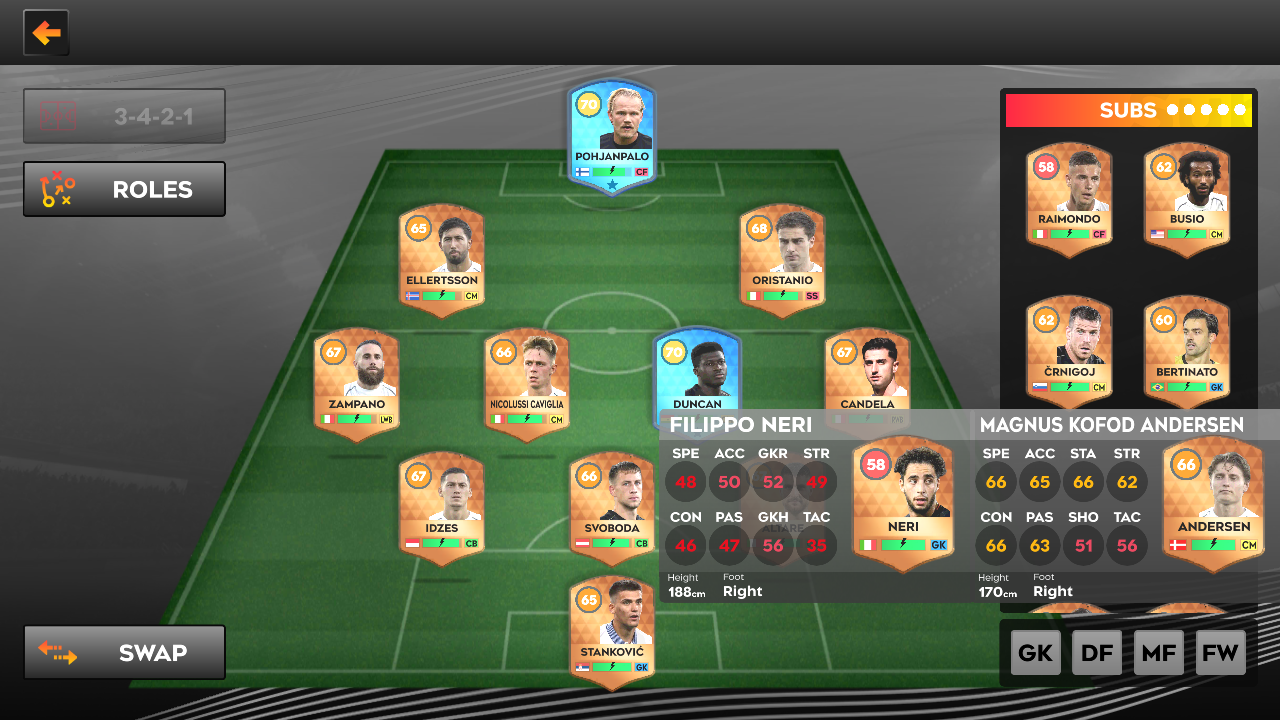 3-4-2-1
ROLES
SUBS
70
POHJANPALO
CF
58
RAIMONDO
CF
62
BUSIO
CM
65
ELLERTSSON
CM
68
ORISTANIO
SS
62
ČRNIGOJ
CM
60
BERTINATO
GK
67
ZAMPANO
LWB
66
NICOLUSSI CAVIGLIA
CM
70
DUNCAN
67
CANDELA
RWB
FILIPPO NERI
SPE ACC GKR STR
48 50 52 49
CON PAS GKH TAC
46 47 56 35
58
NERI
GK
Height Foot
188cm Right
MAGNUS KOFOD ANDERSEN
SPE ACC STA STR
66 65 66 62
CON PAS SHO TAC
66 63 51 56
66
ANDERSEN
CM
Height Foot
170cm Right
67
IDZES
CB
66
SVOBODA
CB
ALTARE
65
STANKOVIĆ
GK
SWAP
GK DF MF FW